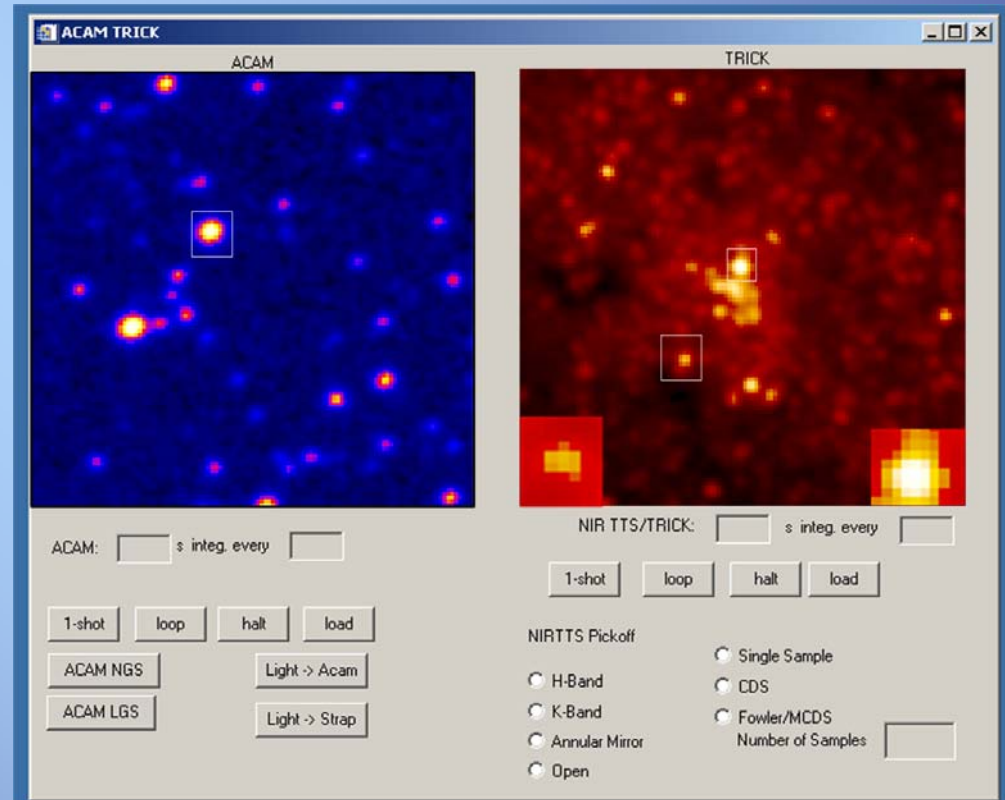 ACAM TRICK
ACAM
TRICK
ACAM: s integ. every
NIR TTS/TRICK: s integ. every
1-shot loop halt load
1-shot loop halt load
ACAM NGS Light -> Acam
ACAM LGS Light -> Strap
NIRTTS Pickoff
H-Band
K-Band
Annular Mirror
Open
Single Sample
CDS
Fowler/MCDS
Number of Samples